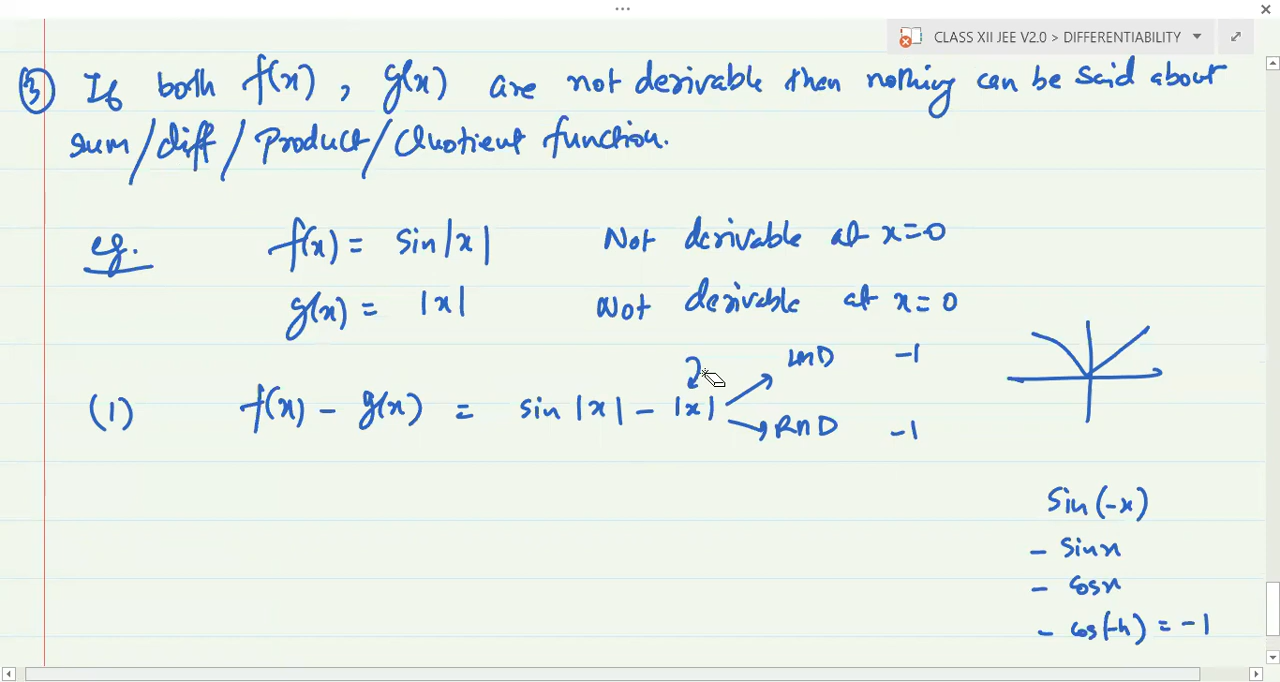 CLASS XII JEE V2.0 > DIFFERENTIABILITY
③ If both f(x), g(x) are not derivable then nothing can be said about
sum/diff/Product/Quotient function.
eg. f(x) = sin|x| Not derivable at x=0
g(x) = |x| Not derivable at x=0
LHD -1
(1) f(x) - g(x) = sin|x| - |x|
RHD -1
Sin(-x)
- sinx
- cosx
- cos(-h) = -1